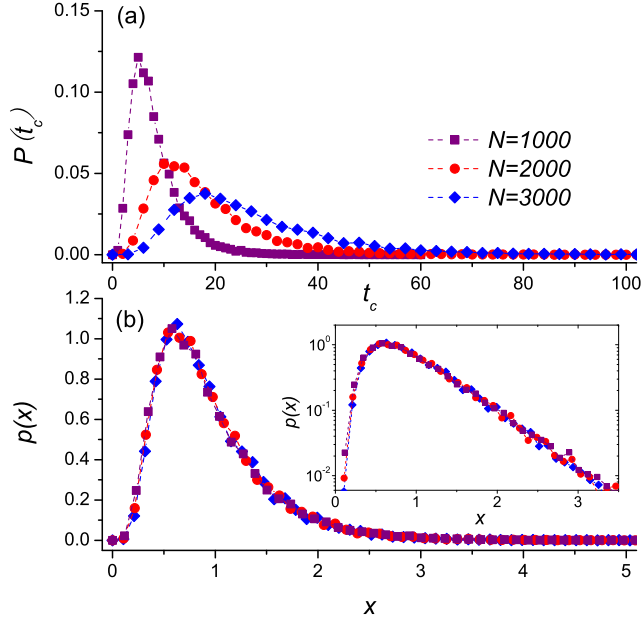 (a)
0.15
0.10
0.05
0.00
P(t_c)
N=1000
N=2000
N=3000
0 20 40 60 80 100
t_c
(b)
1.2
1.0
0.8
0.6
0.4
0.2
0.0
p(x)
10^0
10^-1
10^-2
p(x)
0 1 2 3
x
0 1 2 3 4 5
x